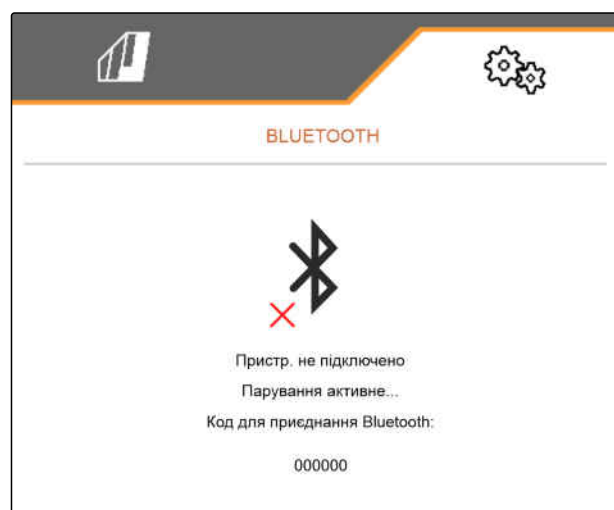 BLUETOOTH
Пристр. не підключено
Парування активне...
Код для приєднання Bluetooth:
000000